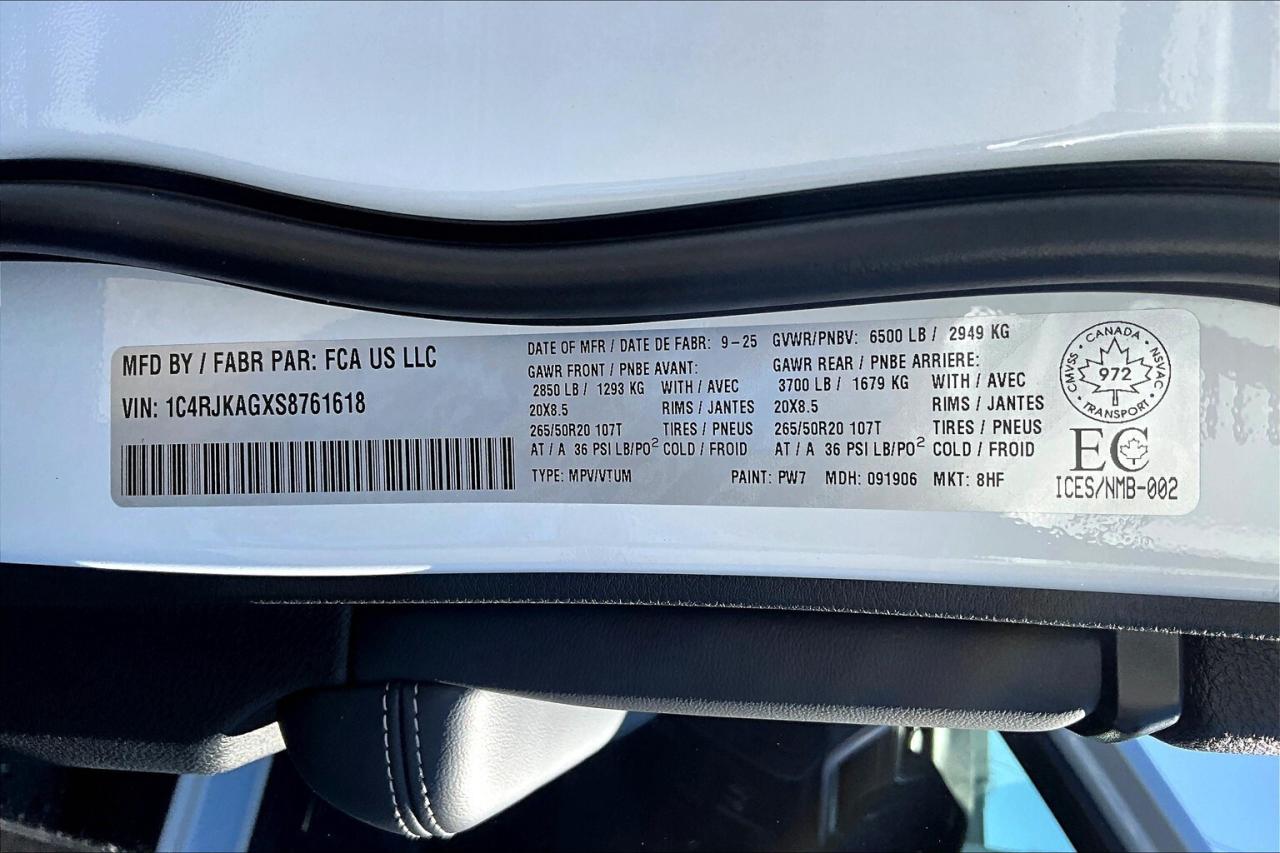 MFD BY / FABR PAR: FCA US LLC
VIN: 1C4RJKAGXS8761618
DATE OF MFR / DATE DE FABR: 9-25 GVWR/PNBV: 6500 LB / 2949 KG
GAWR FRONT / PNBE AVANT: GAWR REAR / PNBE ARRIERE:
2850 LB / 1293 KG WITH / AVEC 3700 LB / 1679 KG WITH / AVEC
20X8.5 RIMS / JANTES 20X8.5 RIMS / JANTES
265/50R20 107T TIRES / PNEUS 265/50R20 107T TIRES / PNEUS
AT / A 36 PSI LB/PO² COLD / FROID AT / A 36 PSI LB/PO² COLD / FROID
TYPE: MPV/VTUM PAINT: PW7 MDH: 091906 MKT: 8HF
CANADA
CMVSS 972 NSVAC
TRANSPORT
EC
ICES/NMB-002